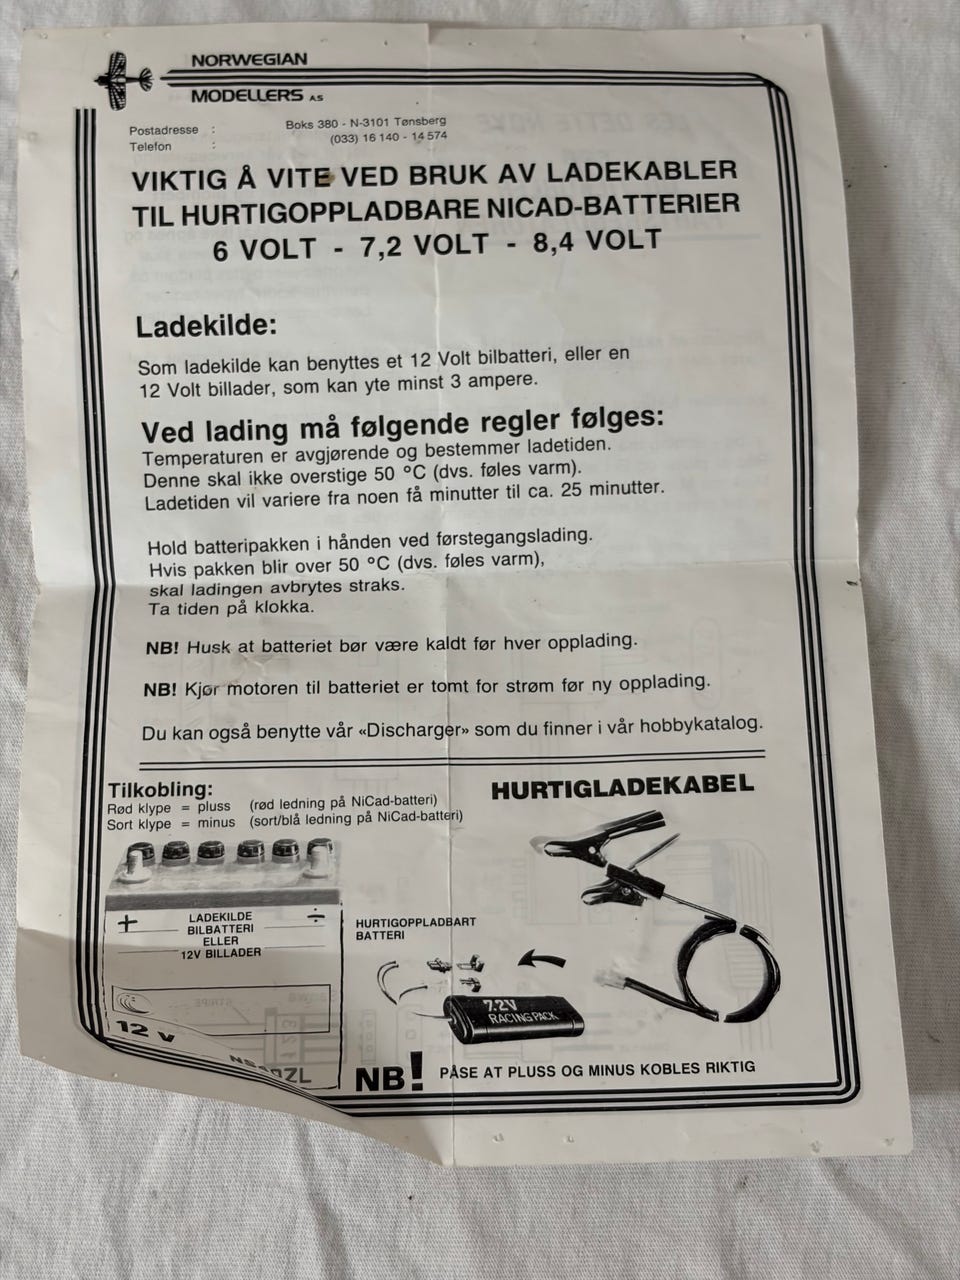 NORWEGIAN
MODELLERS AS
Postadresse : Boks 380 - N-3101 Tønsberg
Telefon : (033) 16 140 - 14 574
VIKTIG Å VITE VED BRUK AV LADEKABLER
TIL HURTIGOPPLADBARE NICAD-BATTERIER
6 VOLT - 7,2 VOLT - 8,4 VOLT
Ladekilde:
Som ladekilde kan benyttes et 12 Volt bilbatteri, eller en
12 Volt billader, som kan yte minst 3 ampere.
Ved lading må følgende regler følges:
Temperaturen er avgjørende og bestemmer ladetiden.
Denne skal ikke overstige 50 °C (dvs. føles varm).
Ladetiden vil variere fra noen få minutter til ca. 25 minutter.
Hold batteripakken i hånden ved førstegangslading.
Hvis pakken blir over 50 °C (dvs. føles varm),
skal ladingen avbrytes straks.
Ta tiden på klokka.
NB! Husk at batteriet bør være kaldt før hver opplading.
NB! Kjør motoren til batteriet er tomt for strøm før ny opplading.
Du kan også benytte vår «Discharger» som du finner i vår hobbykatalog.
Tilkobling:
Rød klype = pluss (rød ledning på NiCad-batteri)
Sort klype = minus (sort/blå ledning på NiCad-batteri)
HURTIGLADEKABEL
+ ÷
LADEKILDE
BILBATTERI
ELLER
12V BILLADER
12 V
HURTIGOPPLADBART
BATTERI
7.2V
RACING PACK
NB! PÅSE AT PLUSS OG MINUS KOBLES RIKTIG